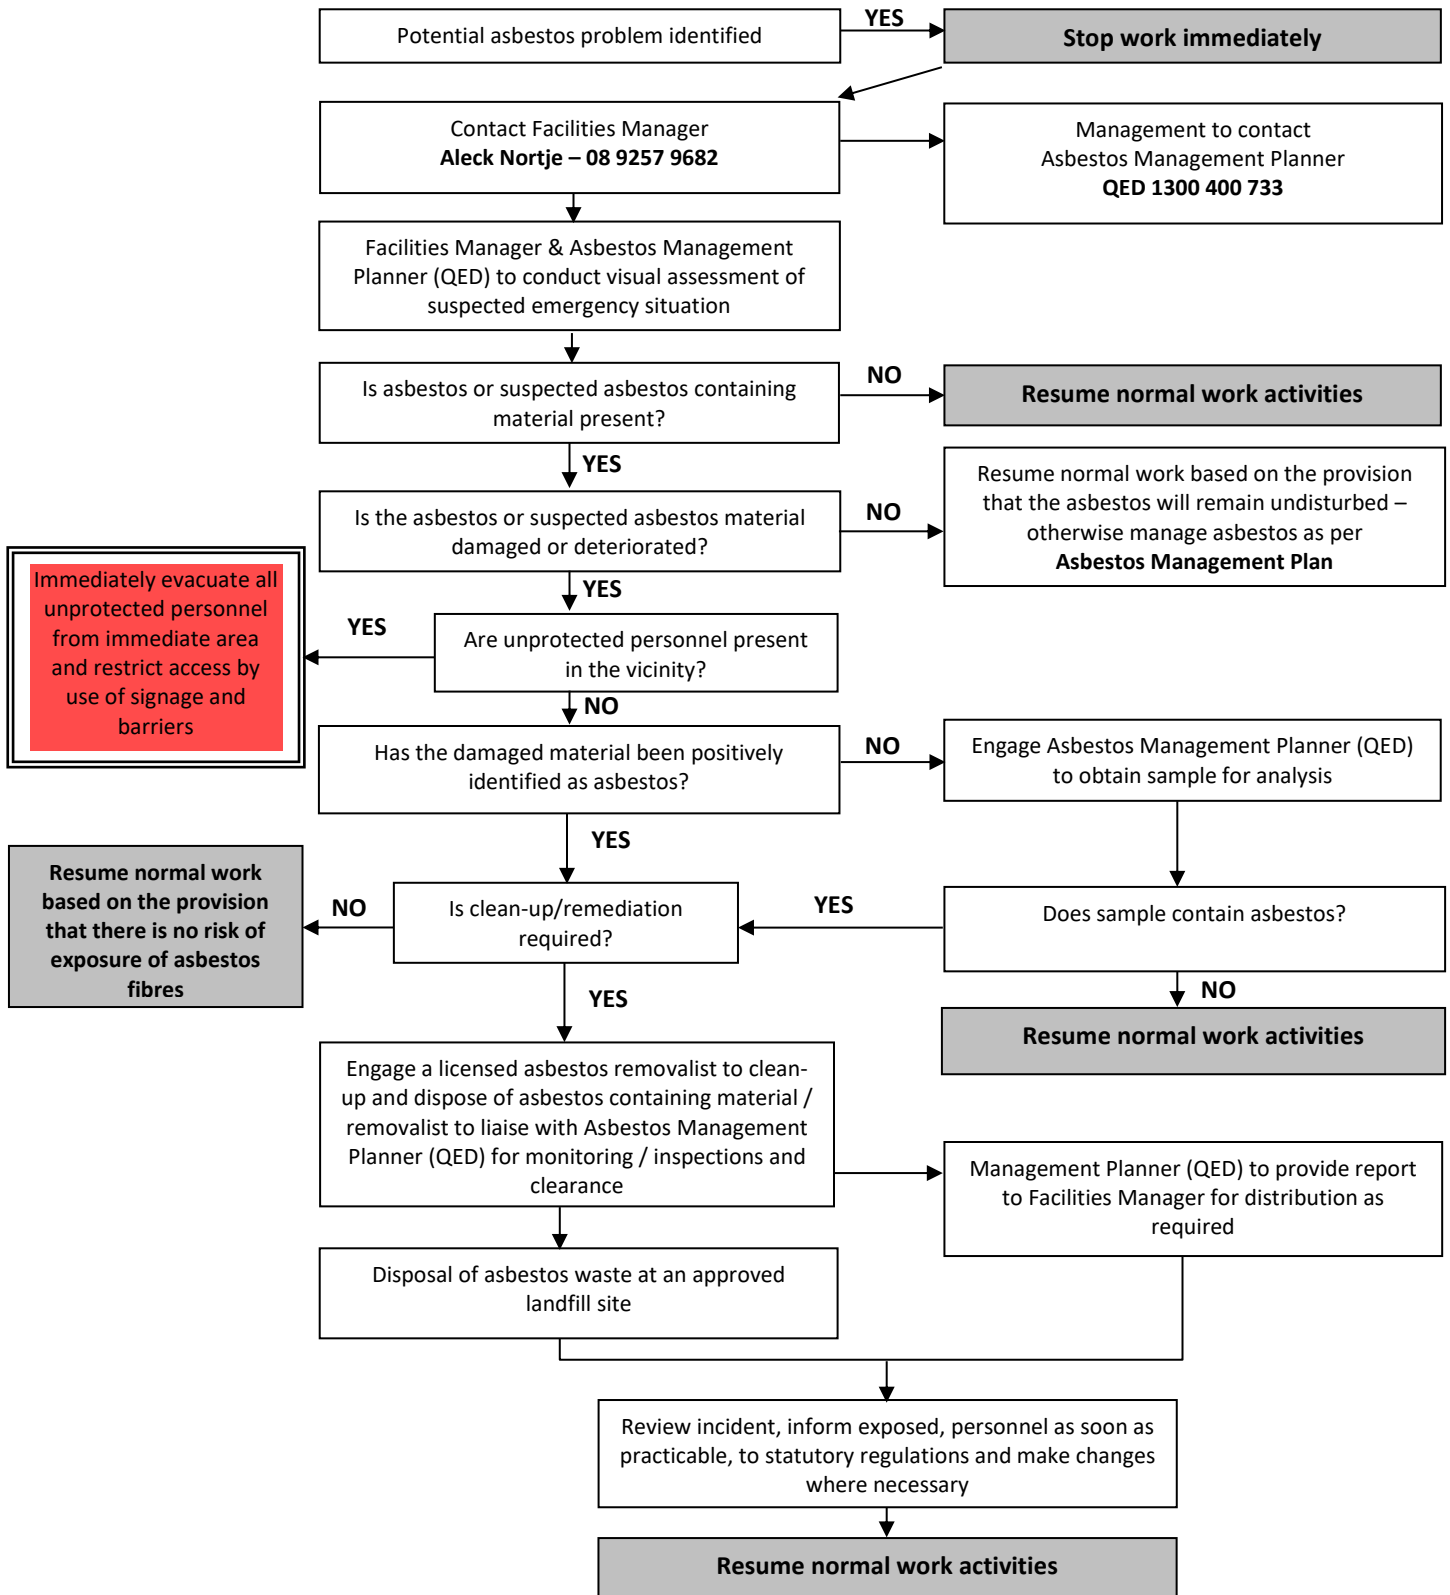 Potential asbestos problem identified
YES
Stop work immediately
Contact Facilities Manager
Aleck Nortje – 08 9257 9682
Management to contact
Asbestos Management Planner
QED 1300 400 733
Facilities Manager & Asbestos Management
Planner (QED) to conduct visual assessment of
suspected emergency situation
Is asbestos or suspected asbestos containing
material present?
NO
Resume normal work activities
YES
Is the asbestos or suspected asbestos material
damaged or deteriorated?
NO
Resume normal work based on the provision
that the asbestos will remain undisturbed –
otherwise manage asbestos as per
Asbestos Management Plan
YES
Are unprotected personnel present
in the vicinity?
YES
Immediately evacuate all
unprotected personnel
from immediate area
and restrict access by
use of signage and
barriers
NO
Has the damaged material been positively
identified as asbestos?
NO
Engage Asbestos Management Planner (QED)
to obtain sample for analysis
YES
Is clean-up/remediation
required?
NO
Resume normal work
based on the provision
that there is no risk of
exposure of asbestos
fibres
YES
Does sample contain asbestos?
NO
Resume normal work activities
YES
Engage a licensed asbestos removalist to clean-
up and dispose of asbestos containing material /
removalist to liaise with Asbestos Management
Planner (QED) for monitoring / inspections and
clearance
Management Planner (QED) to provide report
to Facilities Manager for distribution as
required
Disposal of asbestos waste at an approved
landfill site
Review incident, inform exposed, personnel as soon as
practicable, to statutory regulations and make changes
where necessary
Resume normal work activities